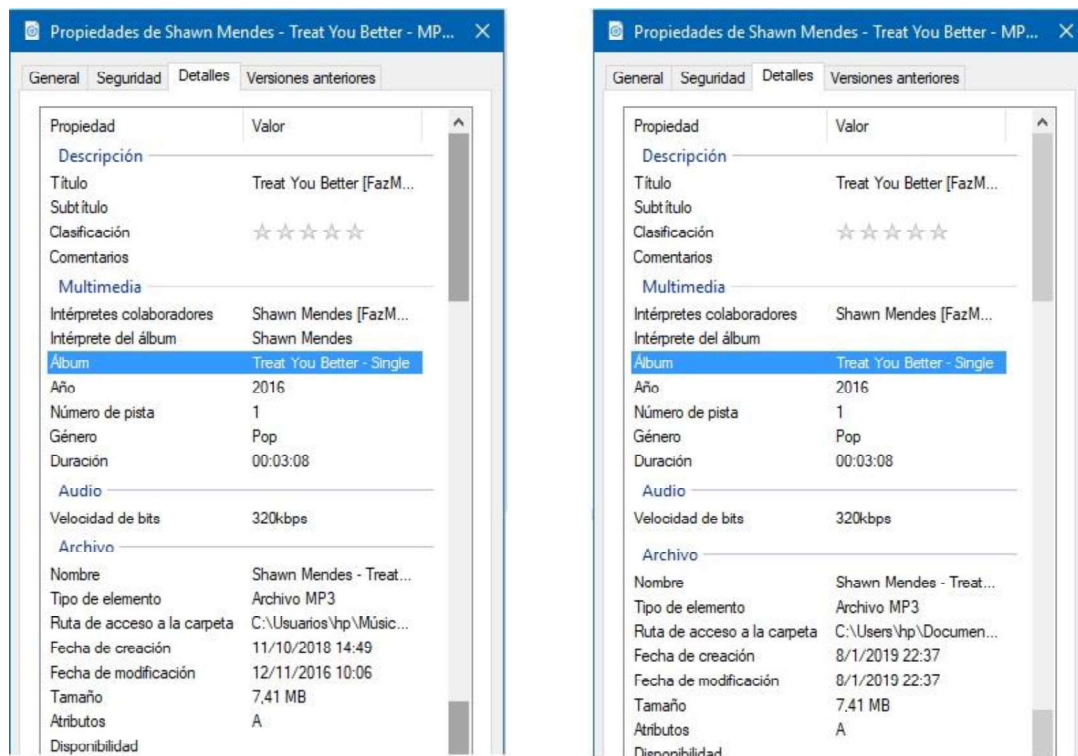 Propiedades de Shawn Mendes - Treat You Better - MP...
General Seguridad Detalles Versiones anteriores
Propiedad Valor
Descripción
Título Treat You Better [FazM...
Subtítulo
Clasificación
Comentarios
Multimedia
Intérpretes colaboradores Shawn Mendes [FazM...
Intérprete del álbum Shawn Mendes
Álbum Treat You Better - Single
Año 2016
Número de pista 1
Género Pop
Duración 00:03:08
Audio
Velocidad de bits 320kbps
Archivo
Nombre Shawn Mendes - Treat...
Tipo de elemento Archivo MP3
Ruta de acceso a la carpeta C:\Usuarios\hp\Músic...
Fecha de creación 11/10/2018 14:49
Fecha de modificación 12/11/2016 10:06
Tamaño 7,41 MB
Atributos A
Disponibilidad
Propiedades de Shawn Mendes - Treat You Better - MP...
General Seguridad Detalles Versiones anteriores
Propiedad Valor
Descripción
Título Treat You Better [FazM...
Subtítulo
Clasificación
Comentarios
Multimedia
Intérpretes colaboradores Shawn Mendes [FazM...
Intérprete del álbum
Álbum Treat You Better - Single
Año 2016
Número de pista 1
Género Pop
Duración 00:03:08
Audio
Velocidad de bits 320kbps
Archivo
Nombre Shawn Mendes - Treat...
Tipo de elemento Archivo MP3
Ruta de acceso a la carpeta C:\Users\hp\Documen...
Fecha de creación 8/1/2019 22:37
Fecha de modificación 8/1/2019 22:37
Tamaño 7,41 MB
Atributos A
Disponibilidad